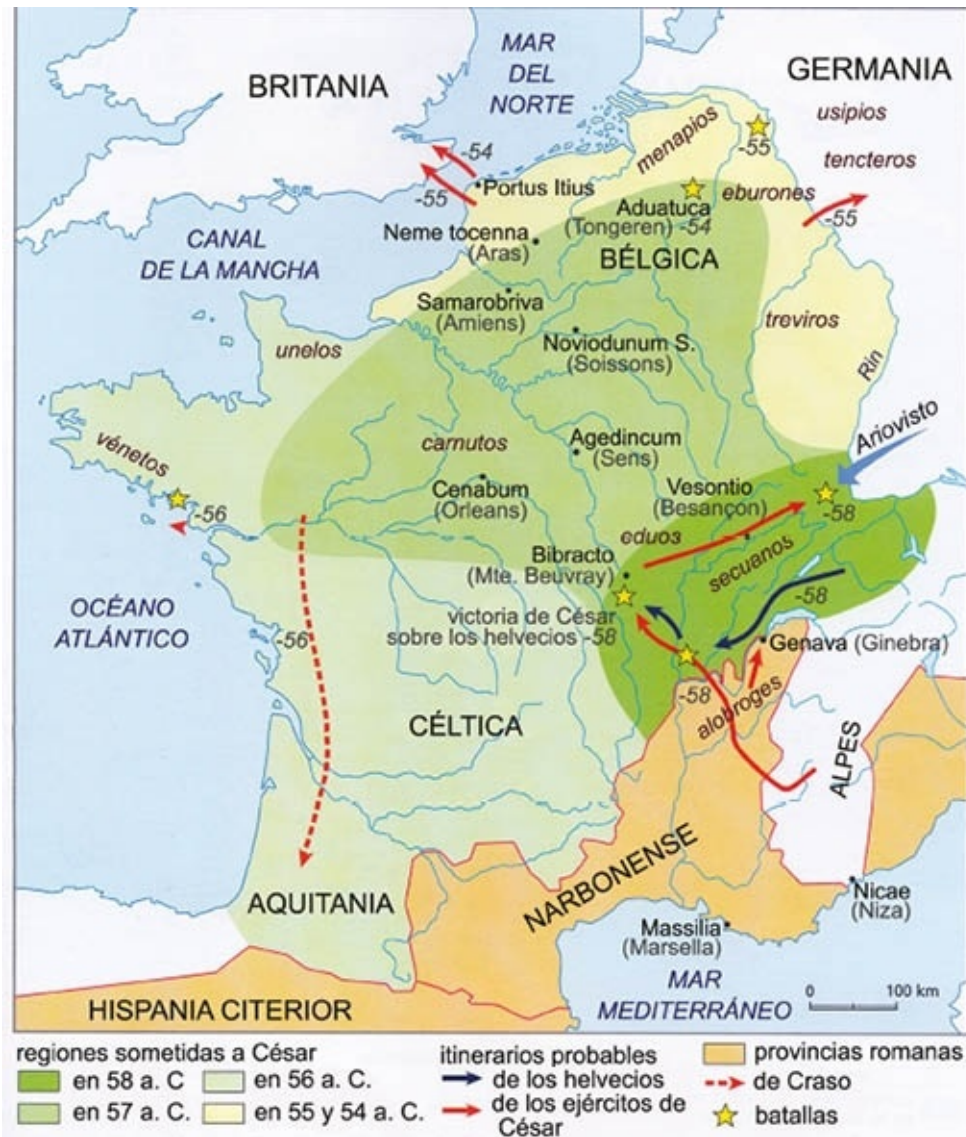 MAR
DEL
NORTE
BRITANIA
GERMANIA
usipios
tencteros
menapios
-55
-54
-55
Portus Itius
eburones
-55
Aduatuca
(Tongeren) -54
Neme tocenna
(Aras)
BÉLGICA
CANAL
DE LA MANCHA
Samarobriva
(Amiens)
treviros
unelos
Noviodunum S.
(Soissons)
Rin
Ariovisto
vénetos
carnutos
Agedincum
(Sens)
Cenabum
(Orleans)
Vesontio
(Besançon)
-58
-56
eduos
secuanos
Bibracto
(Mte. Beuvray)
-58
OCÉANO
ATLÁNTICO
victoria de César
sobre los helvecios -58
-56
Genava (Ginebra)
-58
alobroges
CÉLTICA
ALPES
NARBONENSE
AQUITANIA
Nicae
(Niza)
Massilia
(Marsella)
MAR
MEDITERRÁNEO
0 100 km
HISPANIA CITERIOR
regiones sometidas a César
en 58 a. C
en 56 a. C.
en 57 a. C.
en 55 y 54 a. C.
itinerarios probables
de los helvecios
de los ejércitos de
César
provincias romanas
de Craso
batallas